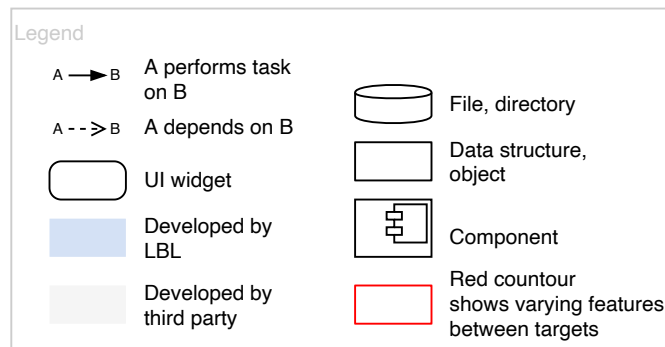 Legend
A B A performs task
on B
A B A depends on B
UI widget
Developed by
LBL
Developed by
third party
File, directory
Data structure,
object
Component
Red countour
shows varying features
between targets